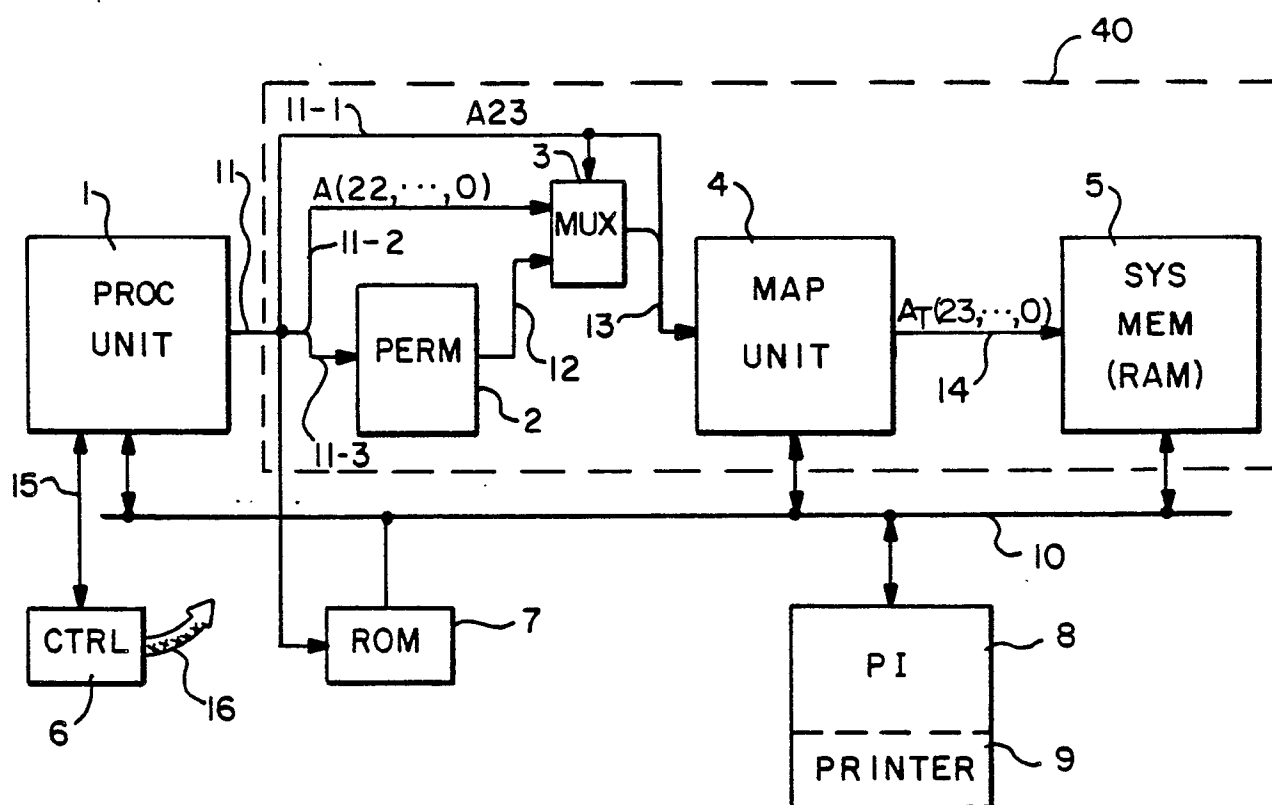 40
11-1
A23
3
11
A(22,···,0)
MUX
4
5
1
11-2
PROC
UNIT
PERM
12
13
MAP
UNIT
AT(23,···,0)
14
SYS
MEM
(RAM)
2
11-3
15
10
CTRL
6
16
ROM
7
PI
8
PRINTER
9